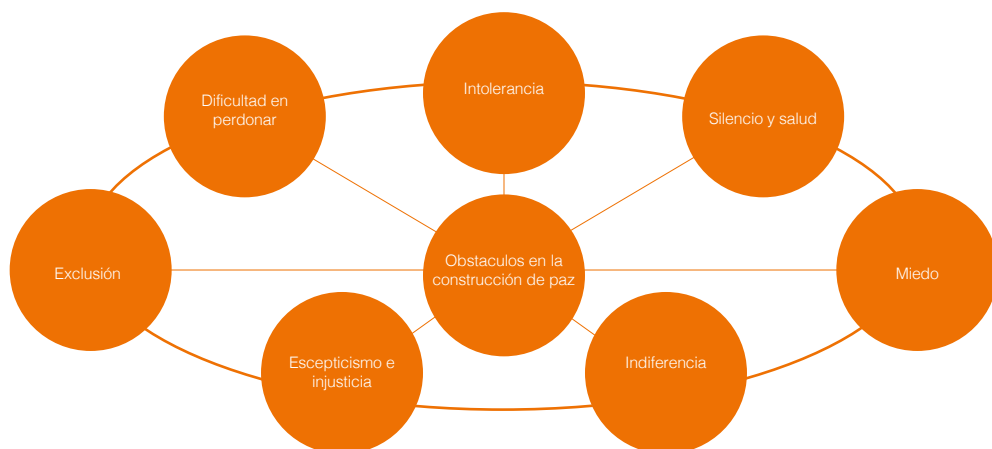 Intolerancia
Dificultad en
perdonar
Silencio y salud
Exclusión
Obstaculos en la
construcción de paz
Miedo
Escepticismo e
injusticia
Indiferencia